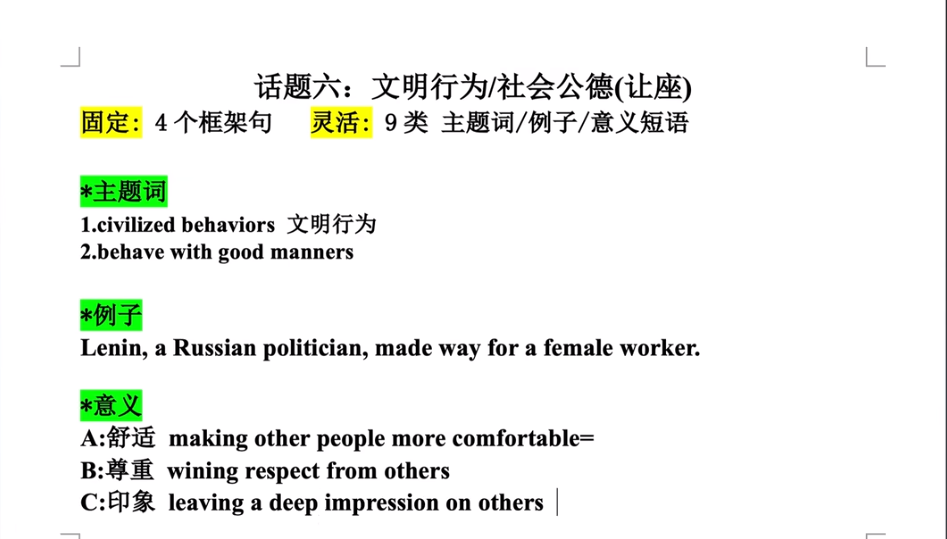 话题六：文明行为/社会公德(让座)
固定：4个框架句 灵活：9类 主题词/例子/意义短语
*主题词
1.civilized behaviors 文明行为
2.behave with good manners
*例子
Lenin, a Russian politician, made way for a female worker.
*意义
A:舒适 making other people more comfortable=
B:尊重 wining respect from others
C:印象 leaving a deep impression on others